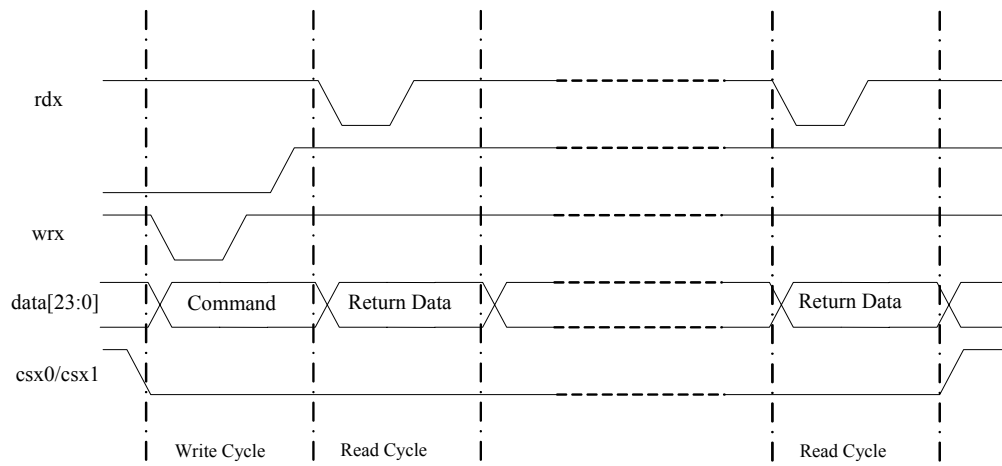 rdx
wrx
data[23:0] Command Return Data Return Data
csx0/csx1
Write Cycle Read Cycle Read Cycle